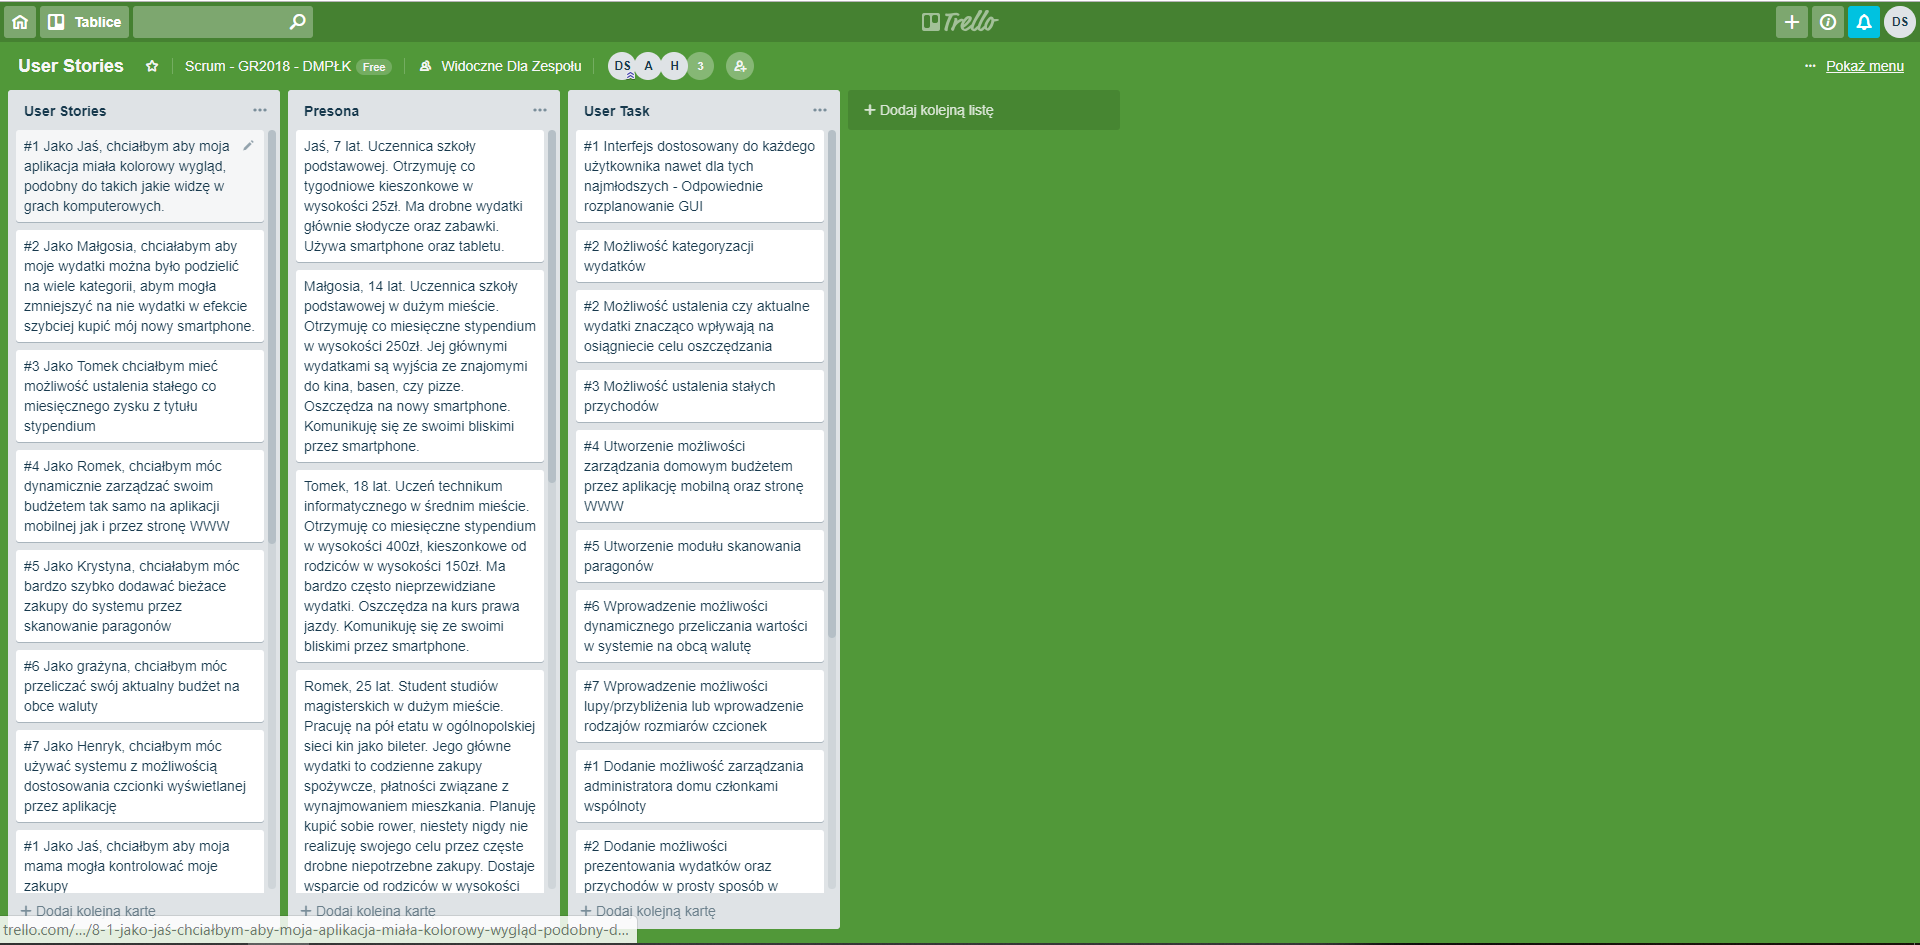 Tablice
Trello
DS
User Stories
Scrum - GR2018 - DMPŁK Free
Widoczne Dla Zespołu
DS A H 3
··· Pokaż menu
User Stories
#1 Jako Jaś, chciałbym aby moja
aplikacja miała kolorowy wygląd,
podobny do takich jakie widzę w
grach komputerowych.
#2 Jako Małgosia, chciałabym aby
moje wydatki można było podzielić
na wiele kategorii, abym mogła
zmniejszyć na nie wydatki w efekcie
szybciej kupić mój nowy smartphone.
#3 Jako Tomek chciałbym mieć
możliwość ustalenia stałego co
miesięcznego zysku z tytułu
stypendium
#4 Jako Romek, chciałbym móc
dynamicznie zarządzać swoim
budżetem tak samo na aplikacji
mobilnej jak i przez stronę WWW
#5 Jako Krystyna, chciałabym móc
bardzo szybko dodawać bieżace
zakupy do systemu przez
skanowanie paragonów
#6 Jako grażyna, chciałbym móc
przeliczać swój aktualny budżet na
obce waluty
#7 Jako Henryk, chciałbym móc
używać systemu z możliwością
dostosowania czcionki wyświetlanej
przez aplikację
#1 Jako Jaś, chciałbym aby moja
mama mogła kontrolować moje
zakupy
+ Dodaj kolejną kartę
Presona
Jaś, 7 lat. Uczennica szkoły
podstawowej. Otrzymuję co
tygodniowe kieszonkowe w
wysokości 25zł. Ma drobne wydatki
głównie słodycze oraz zabawki.
Używa smartphone oraz tabletu.
Małgosia, 14 lat. Uczennica szkoły
podstawowej w dużym mieście.
Otrzymuję co miesięczne stypendium
w wysokości 250zł. Jej głównymi
wydatkami są wyjścia ze znajomymi
do kina, basen, czy pizze.
Oszczędza na nowy smartphone.
Komunikuję się ze swoimi bliskimi
przez smartphone.
Tomek, 18 lat. Uczeń technikum
informatycznego w średnim mieście.
Otrzymuję co miesięczne stypendium
w wysokości 400zł, kieszonkowe od
rodziców w wysokości 150zł. Ma
bardzo często nieprzewidziane
wydatki. Oszczędza na kurs prawa
jazdy. Komunikuję się ze swoimi
bliskimi przez smartphone.
Romek, 25 lat. Student studiów
magisterskich w dużym mieście.
Pracuję na pół etatu w ogólnopolskiej
sieci kin jako bileter. Jego główne
wydatki to codzienne zakupy
spożywcze, płatności związane z
wynajmowaniem mieszkania. Planuję
kupić sobie rower, niestety nigdy nie
realizuję swojego celu przez częste
drobne niepotrzebne zakupy. Dostaje
wsparcie od rodziców w wysokości
+ Dodaj kolejną kartę
User Task
#1 Interfejs dostosowany do każdego
użytkownika nawet dla tych
najmłodszych - Odpowiednie
rozplanowanie GUI
#2 Możliwość kategoryzacji
wydatków
#2 Możliwość ustalenia czy aktualne
wydatki znacząco wpływają na
osiągniecie celu oszczędzania
#3 Możliwość ustalenia stałych
przychodów
#4 Utworzenie możliwości
zarządzania domowym budżetem
przez aplikację mobilną oraz stronę
WWW
#5 Utworzenie modułu skanowania
paragonów
#6 Wprowadzenie możliwości
dynamicznego przeliczania wartości
w systemie na obcą walutę
#7 Wprowadzenie możliwości
lupy/przybliżenia lub wprowadzenie
rodzajów rozmiarów czcionek
#1 Dodanie możliwość zarządzania
administratora domu członkami
wspólnoty
#2 Dodanie możliwości
prezentowania wydatków oraz
przychodów w prosty sposób w
+ Dodaj kolejną kartę
+ Dodaj kolejną listę
trello.com/.../8-1-jako-jaś-chciałbym-aby-moja-aplikacja-miała-kolorowy-wygląd-podobny-d...